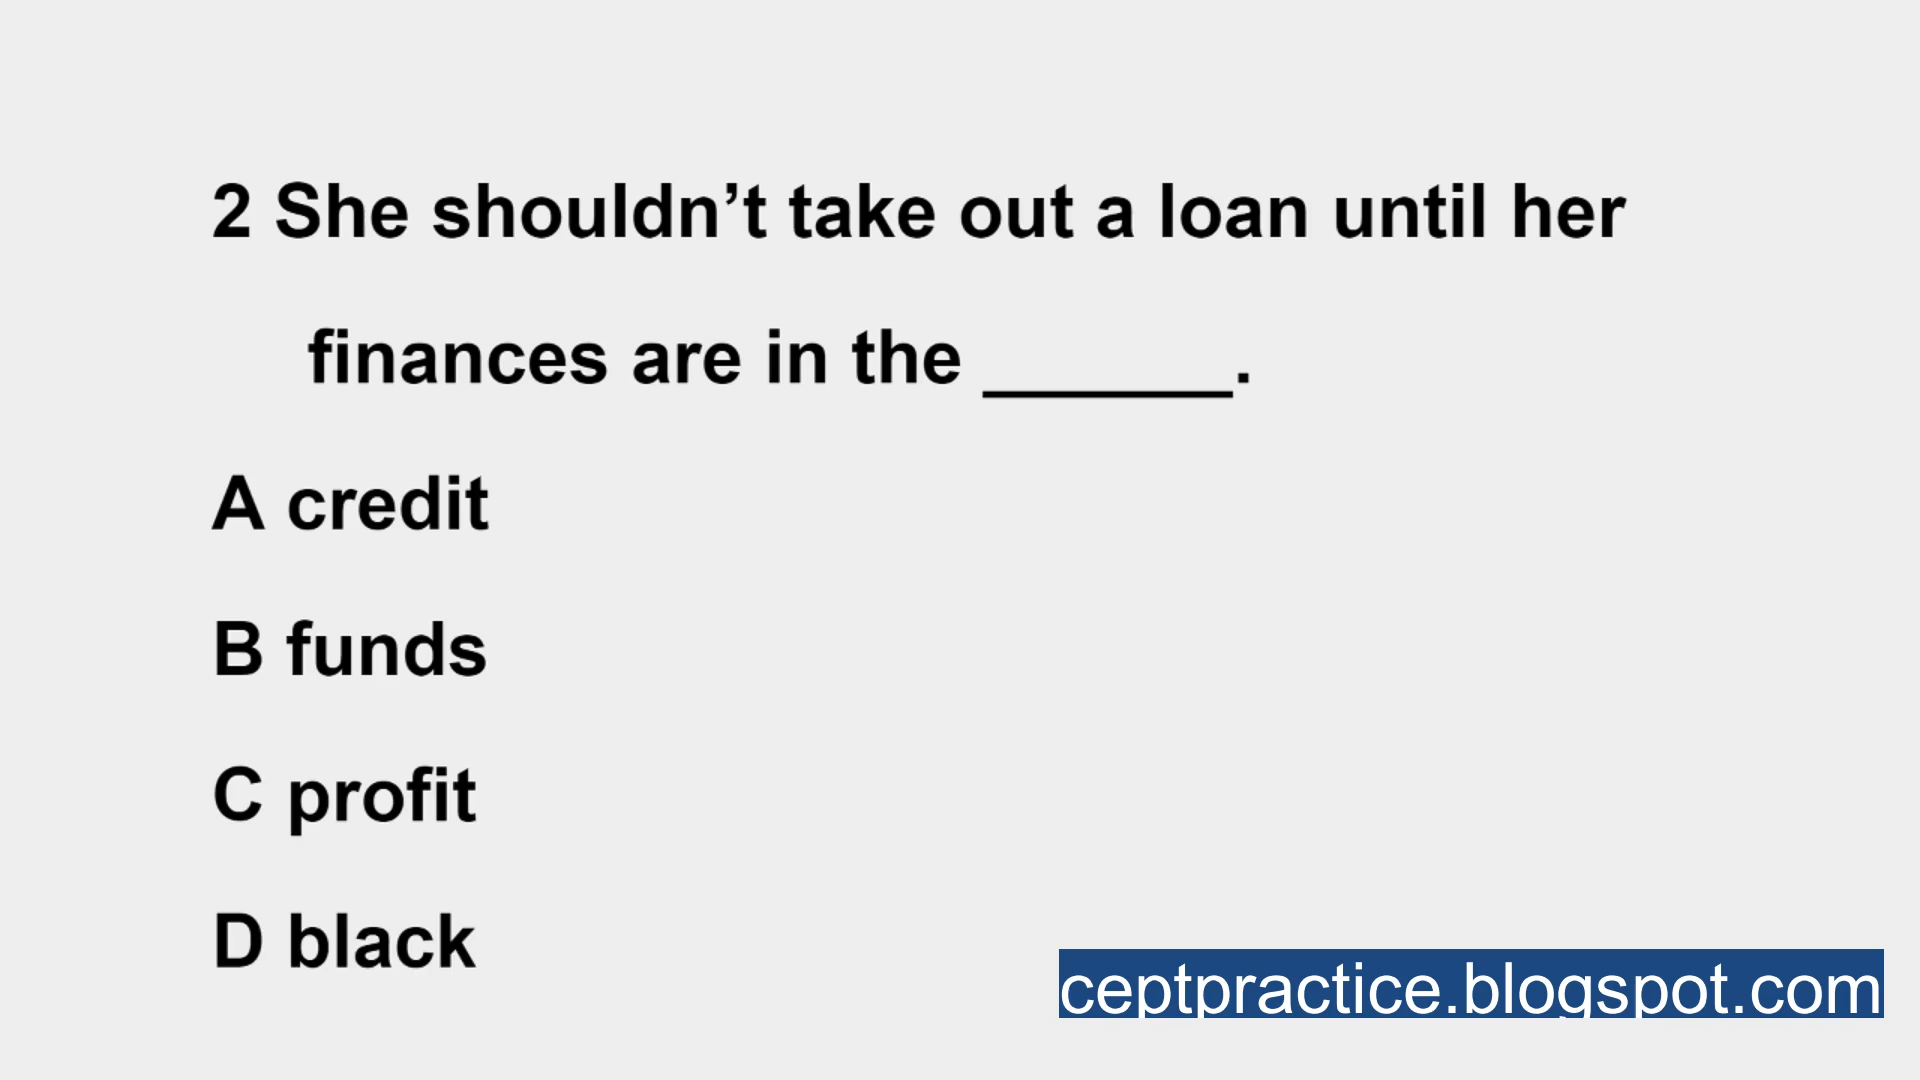 2 She shouldn’t take out a loan until her
finances are in the _______.
A credit
B funds
C profit
D black
ceptpractice.blogspot.com